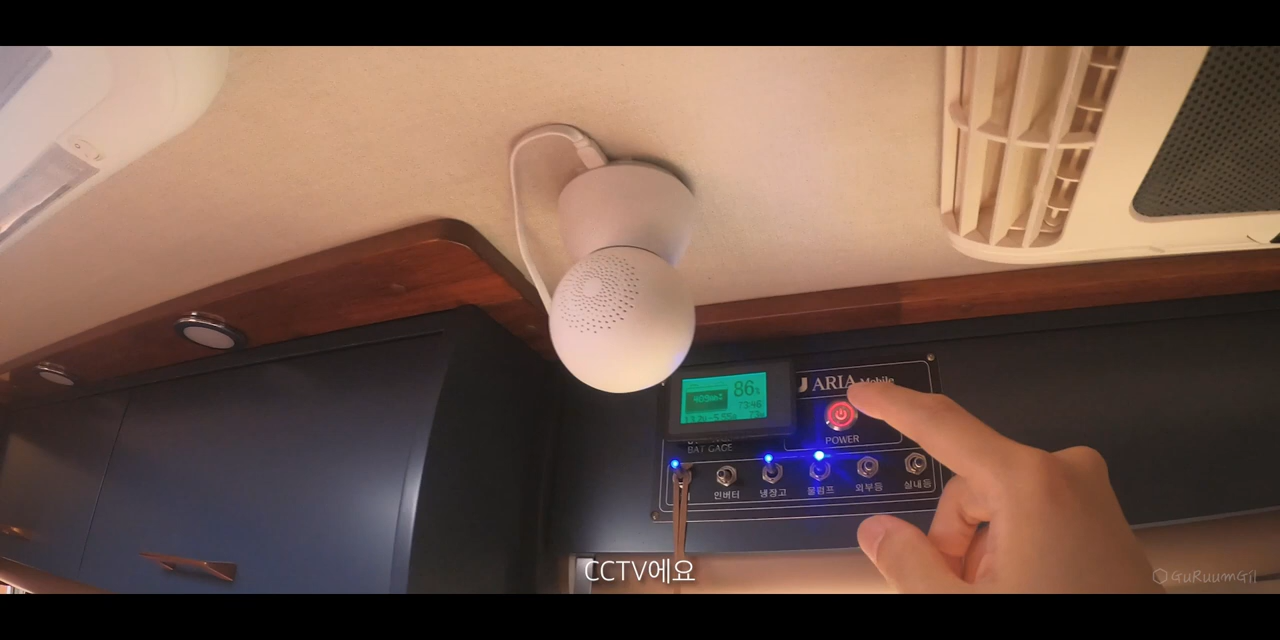 86%
ARIA Mobile
POWER
BAT GAGE
인버터
냉장고
물펌프
외부등
실내등
CCTV에요
GuRuumGil